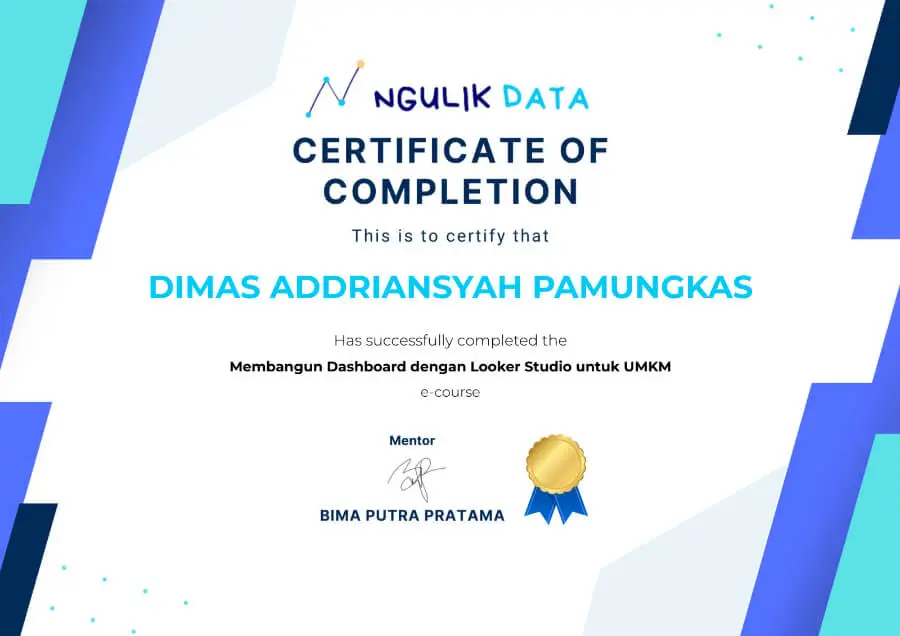 NGULIK DATA
CERTIFICATE OF
COMPLETION
This is to certify that
DIMAS ADDRIANSYAH PAMUNGKAS
Has successfully completed the
Membangun Dashboard dengan Looker Studio untuk UMKM
e-course
Mentor
BIMA PUTRA PRATAMA